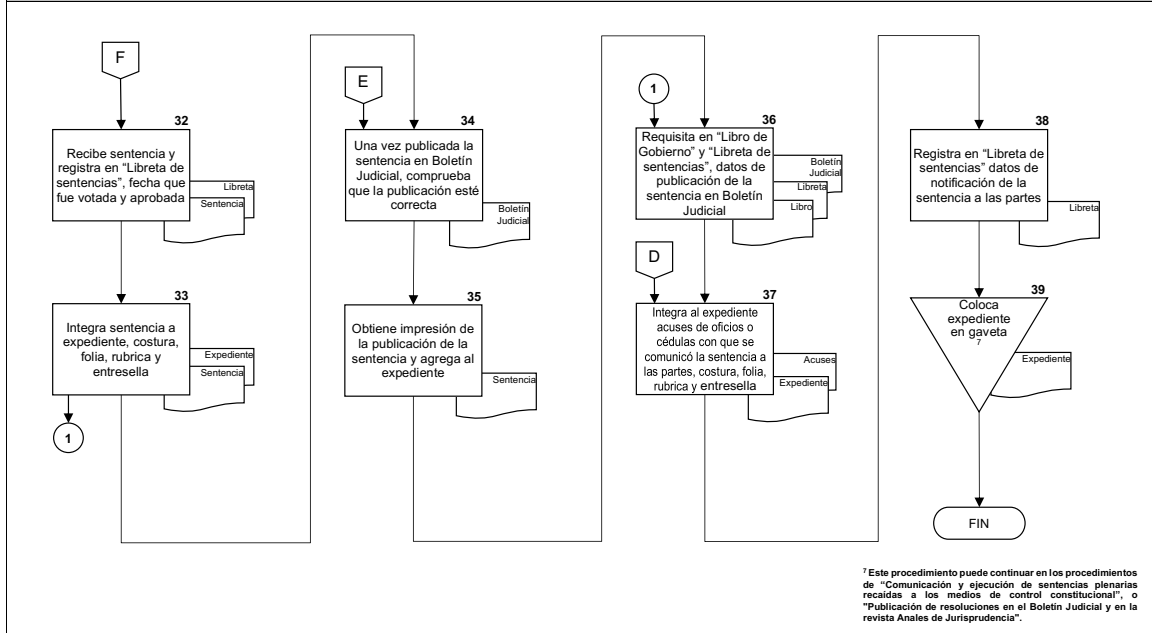 F
32
Recibe sentencia y
registra en “Libreta de
sentencias”, fecha que
fue votada y aprobada
Libreta
Sentencia
33
Integra sentencia a
expediente, costura,
folia, rubrica y
entresella
Expediente
Sentencia
1
E
34
Una vez publicada la
sentencia en Boletín
Judicial, comprueba
que la publicación esté
correcta
Boletín
Judicial
35
Obtiene impresión de
la publicación de la
sentencia y agrega al
expediente
Sentencia
1
36
Requisita en “Libro de
Gobierno” y “Libreta de
sentencias”, datos de
publicación de la
sentencia en Boletín
Judicial
Boletín
Judicial
Libreta
Libro
D
37
Integra al expediente
acuses de oficios o
cédulas con que se
comunicó la sentencia a
las partes, costura, folia,
rubrica y entresella
Acuses
Expediente
38
Registra en “Libreta de
sentencias” datos de
notificación de la
sentencia a las partes
Libreta
39
Coloca
expediente
en gaveta
7
Expediente
FIN
7 Este procedimiento puede continuar en los procedimientos
de “Comunicación y ejecución de sentencias plenarias
recaídas a los medios de control constitucional”, o
"Publicación de resoluciones en el Boletín Judicial y en la
revista Anales de Jurisprudencia".